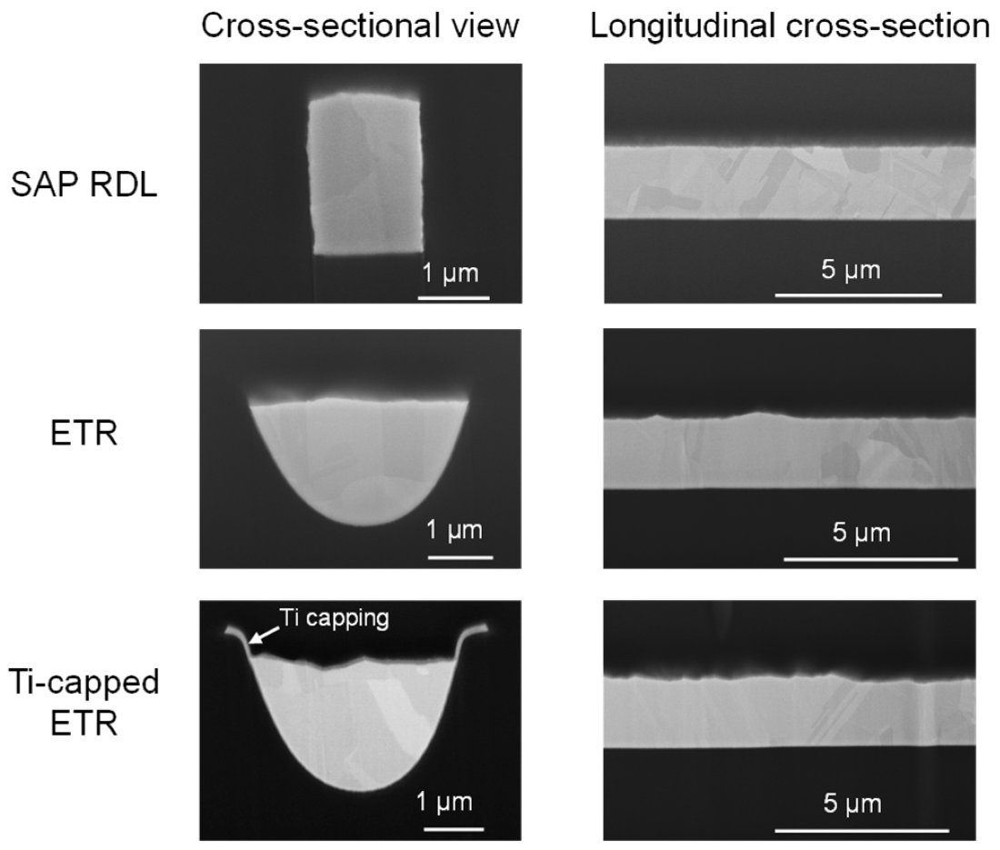 Cross-sectional view
Longitudinal cross-section
SAP RDL
1 μm
5 μm
ETR
1 μm
5 μm
Ti-capped
ETR
Ti capping
1 μm
5 μm